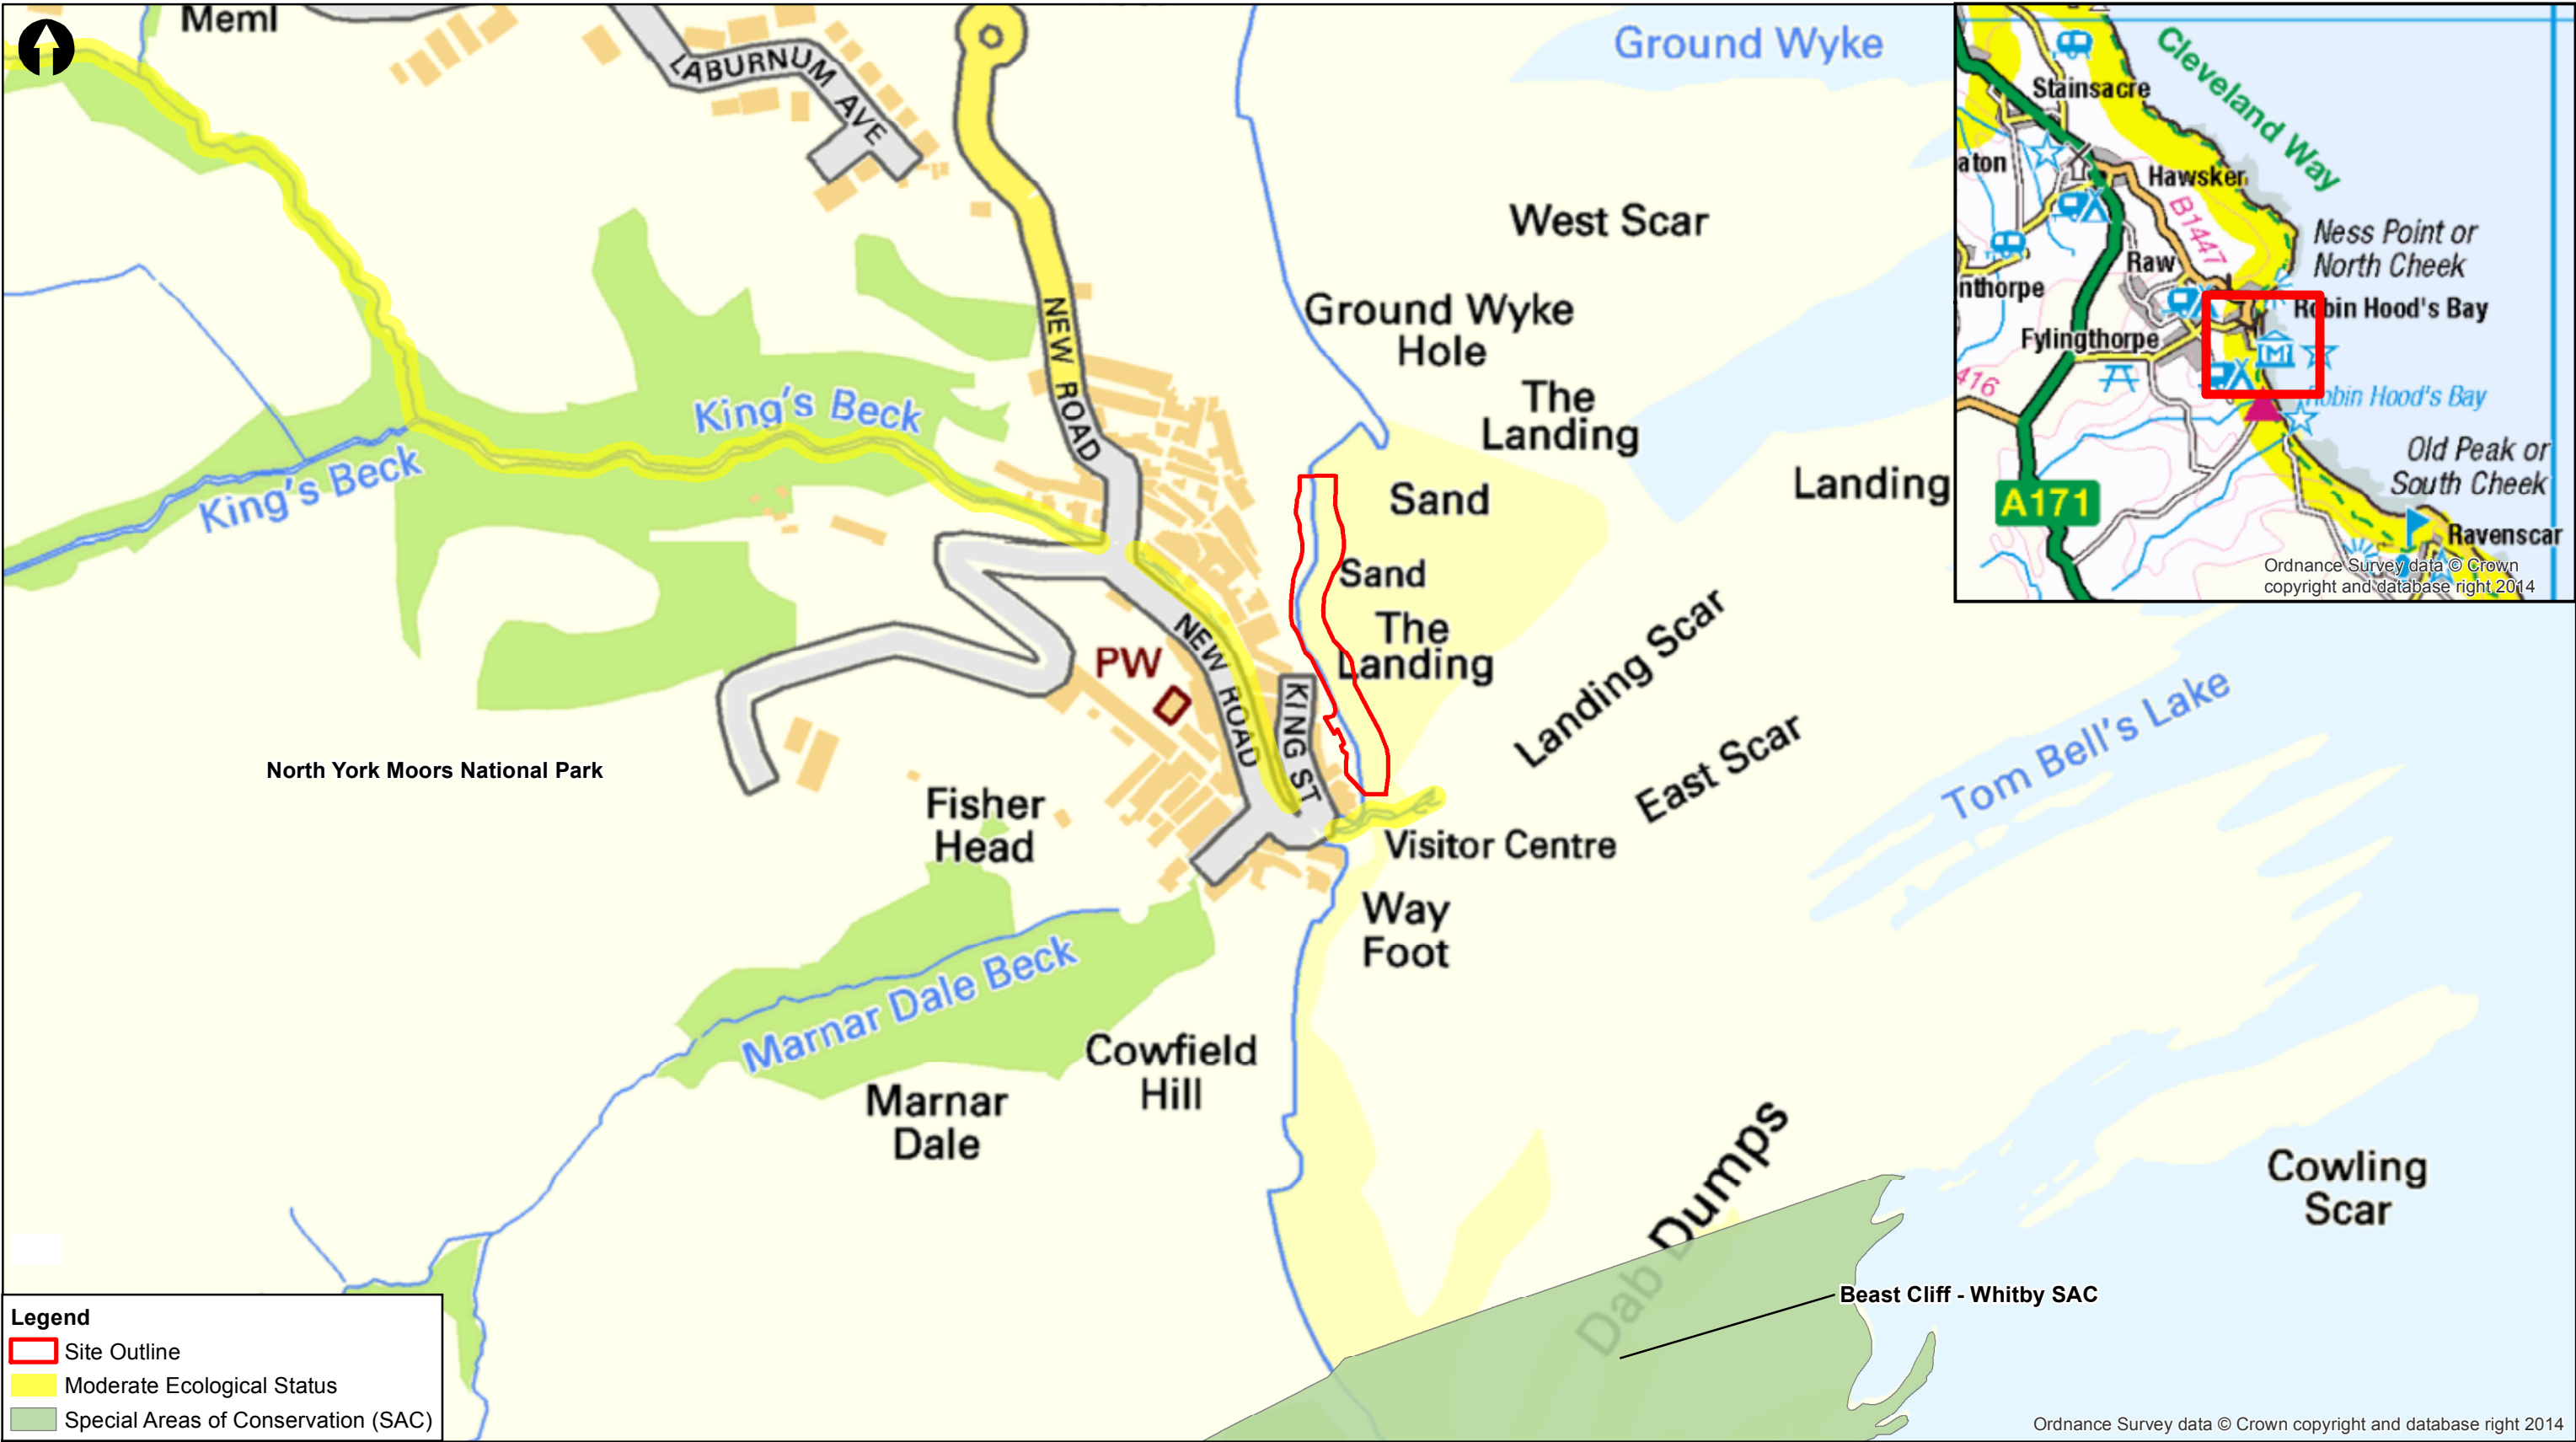 Meml
LABURNUM AVE
Ground Wyke
West Scar
Ground Wyke
Hole
The
Landing
NEW ROAD
King's Beck
King's Beck
Sand
Landing
Sand
The
Landing
NEW ROAD
PW
KING ST
Landing Scar
East Scar
Tom Bell's Lake
North York Moors National Park
Fisher
Head
Visitor Centre
Way
Foot
Marnar Dale Beck
Cowfield
Hill
Marnar
Dale
Dab Dumps
Cowling
Scar
Beast Cliff - Whitby SAC
Cleveland Way
Stainsacre
aton
Hawsker
B1447
Ness Point or
North Cheek
Raw
nthorpe
Robin Hood's Bay
Fylingthorpe
416
obin Hood's Bay
Old Peak or
South Cheek
A171
Ravenscar
Ordnance Survey data © Crown
copyright and database right 2014
Legend
Site Outline
Moderate Ecological Status
Special Areas of Conservation (SAC)
Ordnance Survey data © Crown copyright and database right 2014